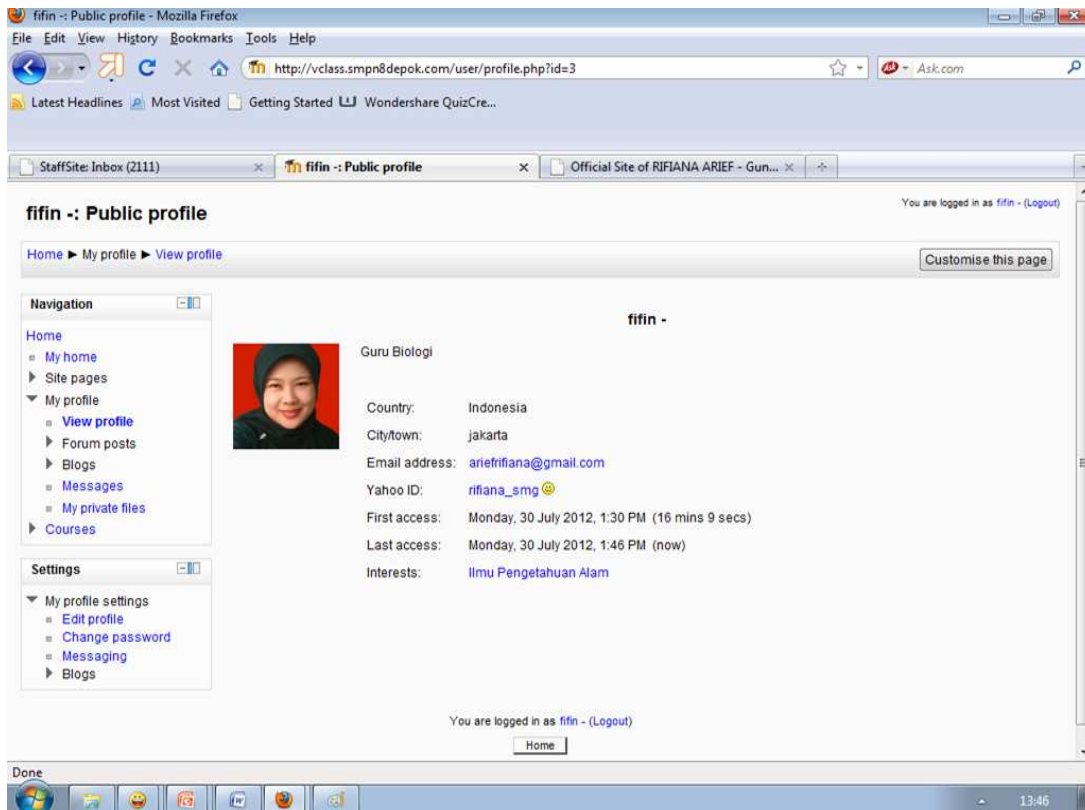 fifin -: Public profile - Mozilla Firefox
File Edit View History Bookmarks Tools Help
http://vclass.smpn8depok.com/user/profile.php?id=3
Ask.com
Latest Headlines Most Visited Getting Started Wondershare QuizCre...
StaffSite: Inbox (2111)
fifin -: Public profile
Official Site of RIFIANA ARIEF - Gun...
You are logged in as fifin - (Logout)
fifin -: Public profile
Home ► My profile ► View profile
Customise this page
Navigation
Home
My home
Site pages
My profile
View profile
Forum posts
Blogs
Messages
My private files
Courses
Settings
My profile settings
Edit profile
Change password
Messaging
Blogs
fifin -
Guru Biologi
Country: Indonesia
City/town: jakarta
Email address: ariefrifiana@gmail.com
Yahoo ID: rifiana_smg
First access: Monday, 30 July 2012, 1:30 PM (16 mins 9 secs)
Last access: Monday, 30 July 2012, 1:46 PM (now)
Interests: Ilmu Pengetahuan Alam
You are logged in as fifin - (Logout)
Home
Done
13:46